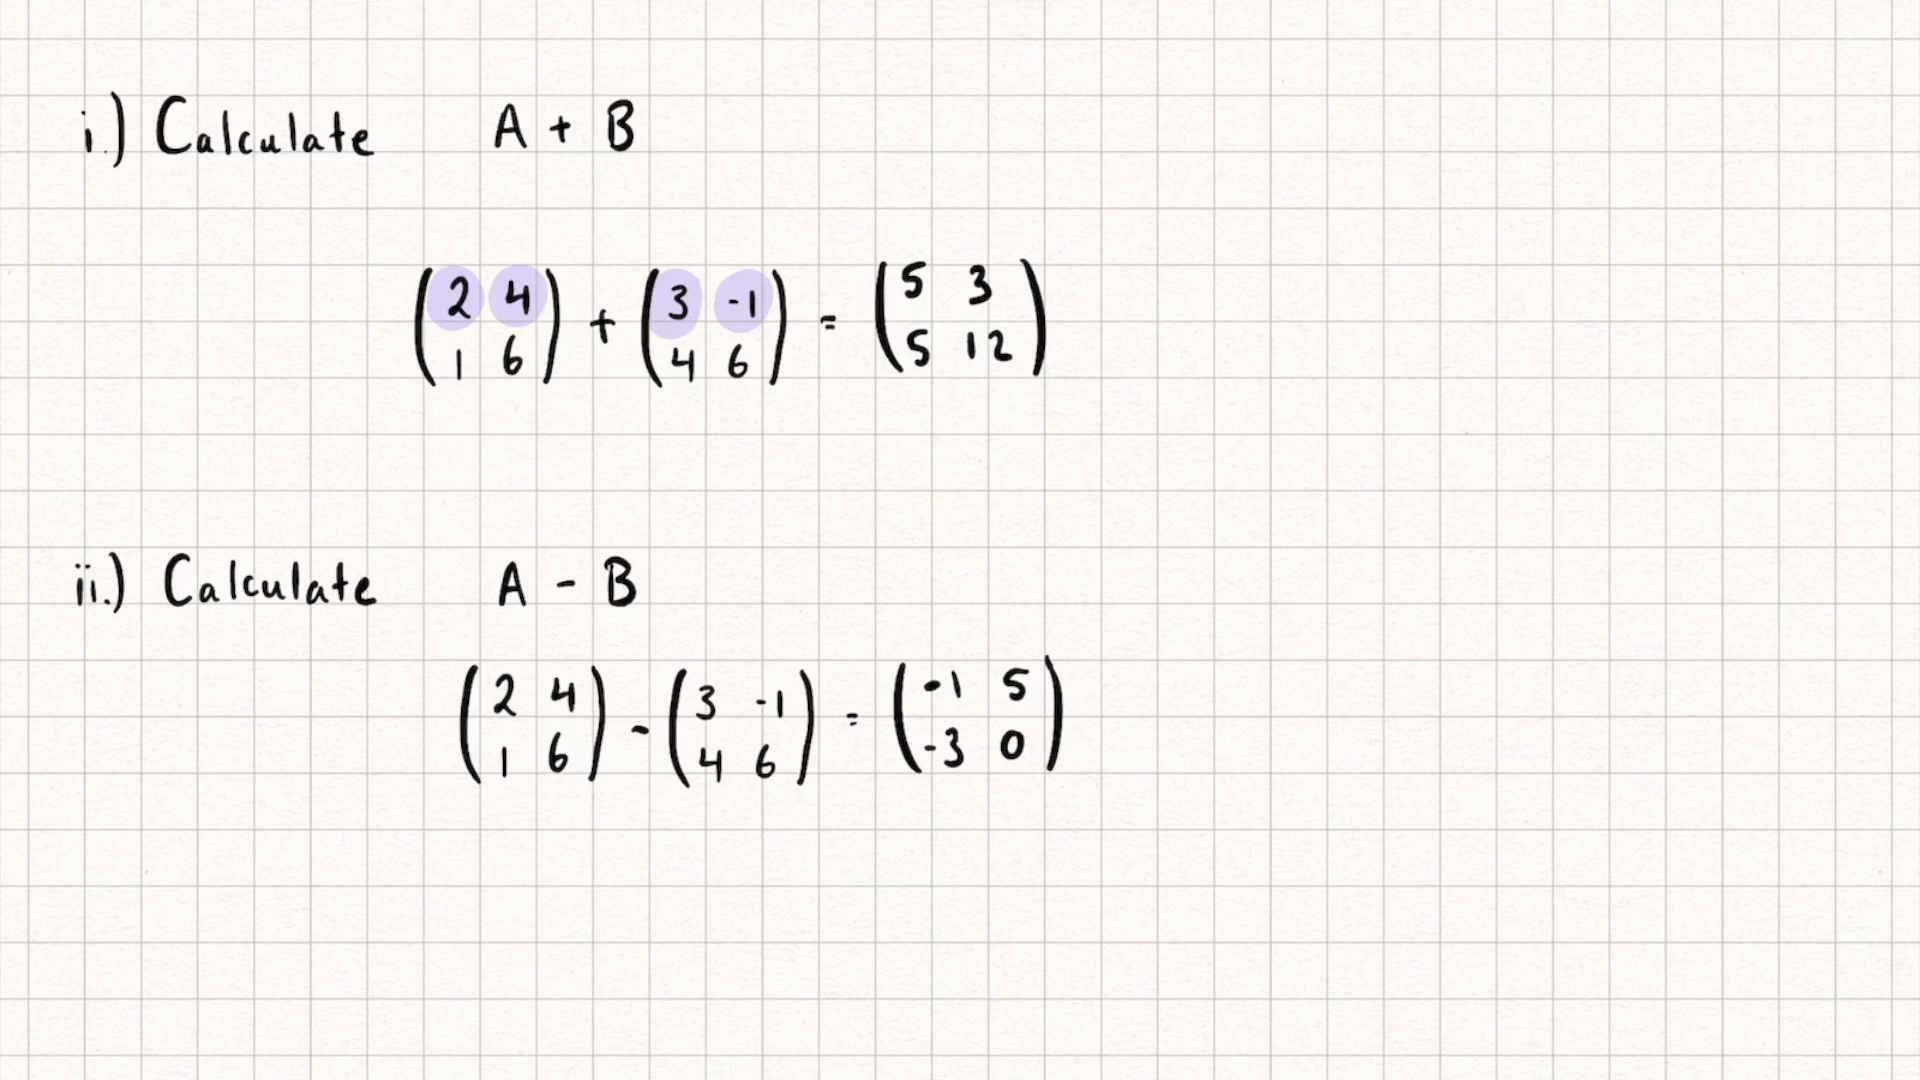 i.) Calculate A + B
(2 4) + (3 -1) = (5 3)
(1 6) (4 6) (5 12)
ii.) Calculate A - B
(2 4) - (3 -1) = (-1 5)
(1 6) (4 6) (-3 0)